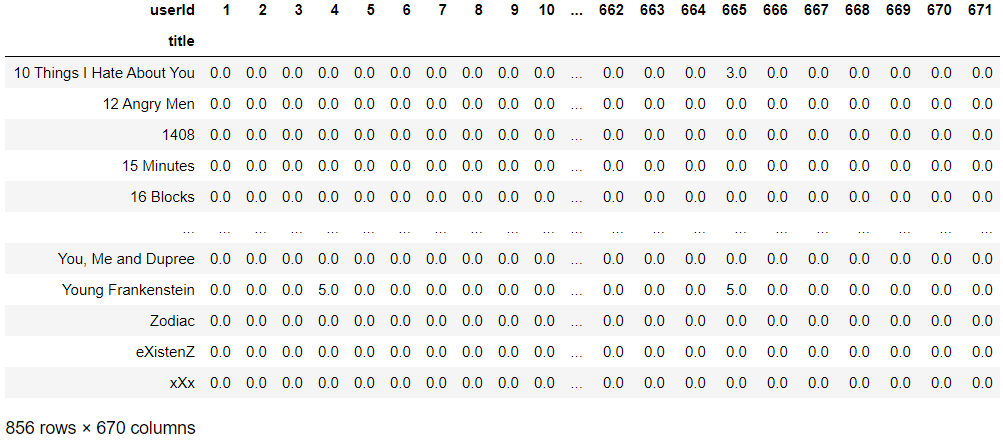 userId 1 2 3 4 5 6 7 8 9 10 ... 662 663 664 665 666 667 668 669 670 671
title
10 Things I Hate About You 0.0 0.0 0.0 0.0 0.0 0.0 0.0 0.0 0.0 0.0 ... 0.0 0.0 0.0 3.0 0.0 0.0 0.0 0.0 0.0 0.0
12 Angry Men 0.0 0.0 0.0 0.0 0.0 0.0 0.0 0.0 0.0 0.0 ... 0.0 0.0 0.0 0.0 0.0 0.0 0.0 0.0 0.0 0.0
1408 0.0 0.0 0.0 0.0 0.0 0.0 0.0 0.0 0.0 0.0 ... 0.0 0.0 0.0 0.0 0.0 0.0 0.0 0.0 0.0 0.0
15 Minutes 0.0 0.0 0.0 0.0 0.0 0.0 0.0 0.0 0.0 0.0 ... 0.0 0.0 0.0 0.0 0.0 0.0 0.0 0.0 0.0 0.0
16 Blocks 0.0 0.0 0.0 0.0 0.0 0.0 0.0 0.0 0.0 0.0 ... 0.0 0.0 0.0 0.0 0.0 0.0 0.0 0.0 0.0 0.0
... ... ... ... ... ... ... ... ... ... ... ... ... ... ... ... ... ... ... ... ... ...
You, Me and Dupree 0.0 0.0 0.0 0.0 0.0 0.0 0.0 0.0 0.0 0.0 ... 0.0 0.0 0.0 0.0 0.0 0.0 0.0 0.0 0.0 0.0
Young Frankenstein 0.0 0.0 0.0 5.0 0.0 0.0 0.0 0.0 0.0 0.0 ... 0.0 0.0 0.0 5.0 0.0 0.0 0.0 0.0 0.0 0.0
Zodiac 0.0 0.0 0.0 0.0 0.0 0.0 0.0 0.0 0.0 0.0 ... 0.0 0.0 0.0 0.0 0.0 0.0 0.0 0.0 0.0 0.0
eXistenZ 0.0 0.0 0.0 0.0 0.0 0.0 0.0 0.0 0.0 0.0 ... 0.0 0.0 0.0 0.0 0.0 0.0 0.0 0.0 0.0 0.0
xXx 0.0 0.0 0.0 0.0 0.0 0.0 0.0 0.0 0.0 0.0 ... 0.0 0.0 0.0 0.0 0.0 0.0 0.0 0.0 0.0 0.0
856 rows × 670 columns